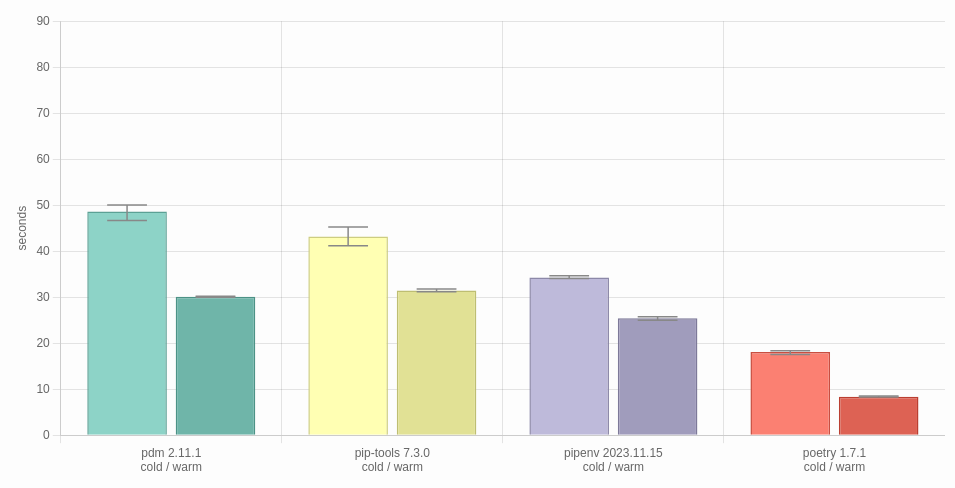 90
80
70
60
50
40
30
20
10
0
seconds
pdm 2.11.1
cold / warm
pip-tools 7.3.0
cold / warm
pipenv 2023.11.15
cold / warm
poetry 1.7.1
cold / warm